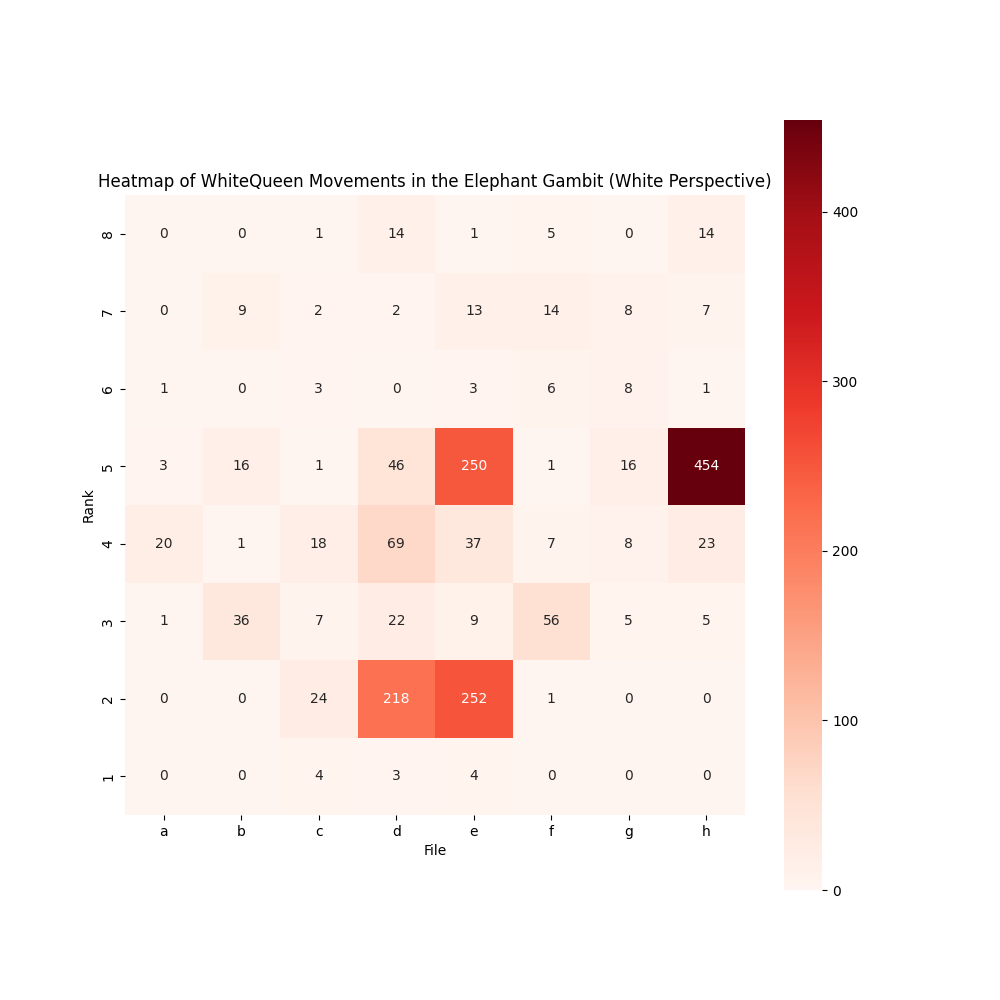 Heatmap of WhiteQueen Movements in the Elephant Gambit (White Perspective)
8 0 0 1 14 1 5 0 14
7 0 9 2 2 13 14 8 7
6 1 0 3 0 3 6 8 1
5 3 16 1 46 250 1 16 454
4 20 1 18 69 37 7 8 23
3 1 36 7 22 9 56 5 5
2 0 0 24 218 252 1 0 0
1 0 0 4 3 4 0 0 0
a b c d e f g h
File
Rank
400
300
200
100
0